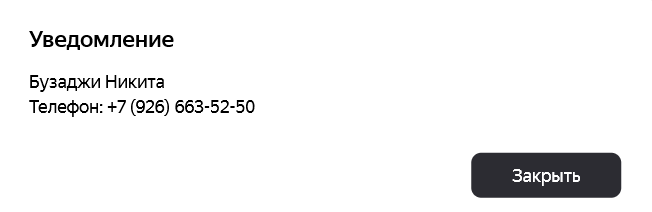 Уведомление
Бузаджи Никита
Телефон: +7 (926) 663-52-50
Закрыть